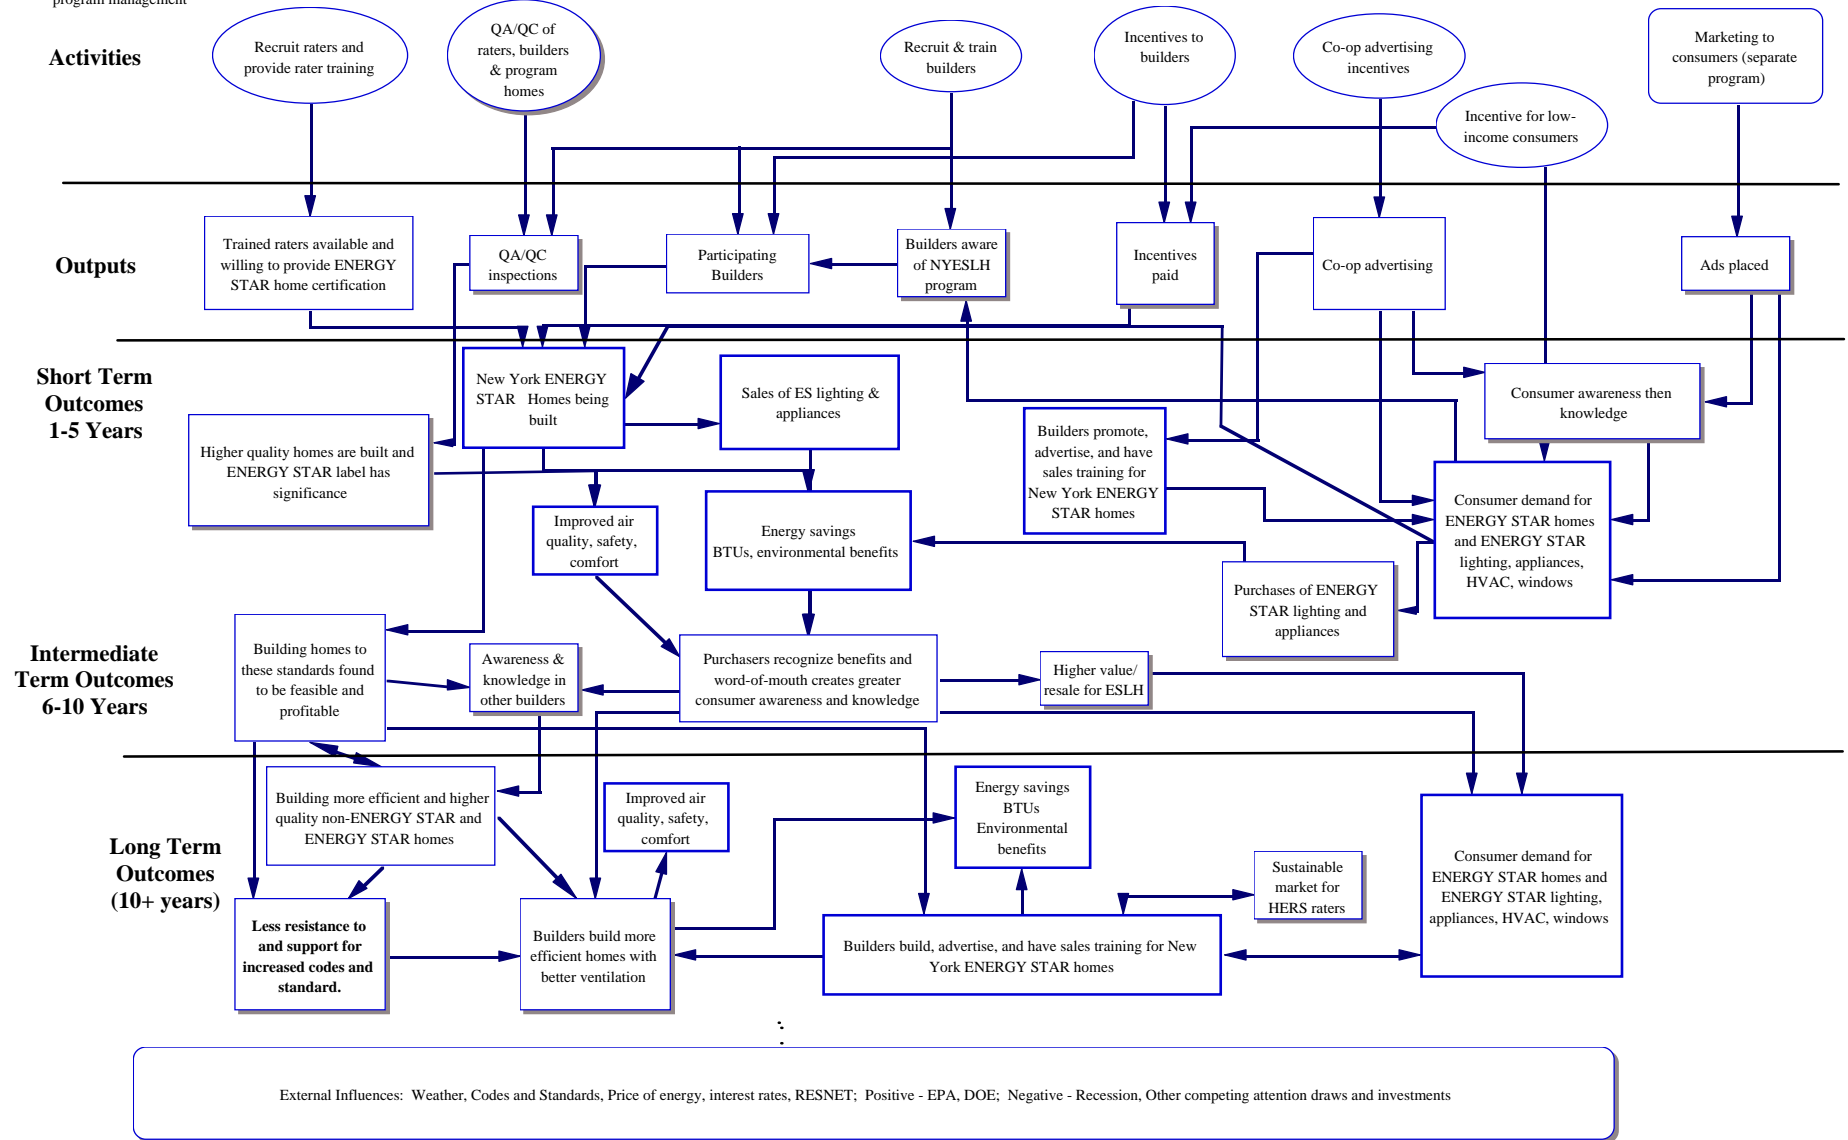 program management
Activities
Recruit raters and
provide rater training
QA/QC of
raters, builders
& program
homes
Recruit & train
builders
Incentives to
builders
Co-op advertising
incentives
Marketing to
consumers (separate
program)
Incentive for low-
income consumers
Outputs
Trained raters available and
willing to provide ENERGY
STAR home certification
QA/QC
inspections
Participating
Builders
Builders aware
of NYESLH
program
Incentives
paid
Co-op advertising
Ads placed
Short Term
Outcomes
1-5 Years
New York ENERGY
STAR Homes being
built
Sales of ES lighting &
appliances
Consumer awareness then
knowledge
Higher quality homes are built and
ENERGY STAR label has
significance
Builders promote,
advertise, and have
sales training for
New York ENERGY
STAR homes
Consumer demand for
ENERGY STAR homes
and ENERGY STAR
lighting, appliances,
HVAC, windows
Improved air
quality, safety,
comfort
Energy savings
BTUs, environmental benefits
Purchases of ENERGY
STAR lighting and
appliances
Intermediate
Term Outcomes
6-10 Years
Building homes to
these standards found
to be feasible and
profitable
Awareness &
knowledge in
other builders
Purchasers recognize benefits and
word-of-mouth creates greater
consumer awareness and knowledge
Higher value/
resale for ESLH
Long Term
Outcomes
(10+ years)
Building more efficient and higher
quality non-ENERGY STAR and
ENERGY STAR homes
Improved air
quality, safety,
comfort
Energy savings
BTUs
Environmental
benefits
Sustainable
market for
HERS raters
Consumer demand for
ENERGY STAR homes and
ENERGY STAR lighting,
appliances, HVAC, windows
Less resistance to
and support for
increased codes and
standard.
Builders build more
efficient homes with
better ventilation
Builders build, advertise, and have sales training for New
York ENERGY STAR homes
External Influences: Weather, Codes and Standards, Price of energy, interest rates, RESNET; Positive - EPA, DOE; Negative - Recession, Other competing attention draws and investments